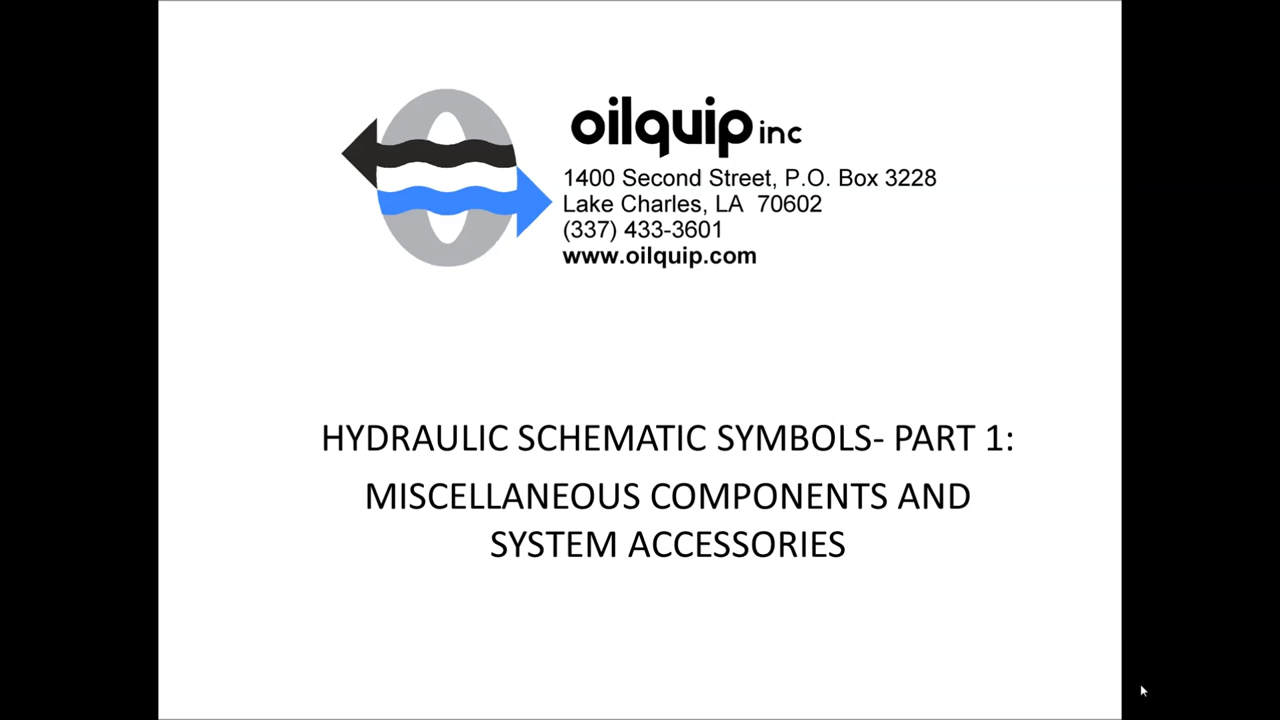 oilquip inc
1400 Second Street, P.O. Box 3228
Lake Charles, LA 70602
(337) 433-3601
www.oilquip.com
HYDRAULIC SCHEMATIC SYMBOLS- PART 1:
MISCELLANEOUS COMPONENTS AND
SYSTEM ACCESSORIES